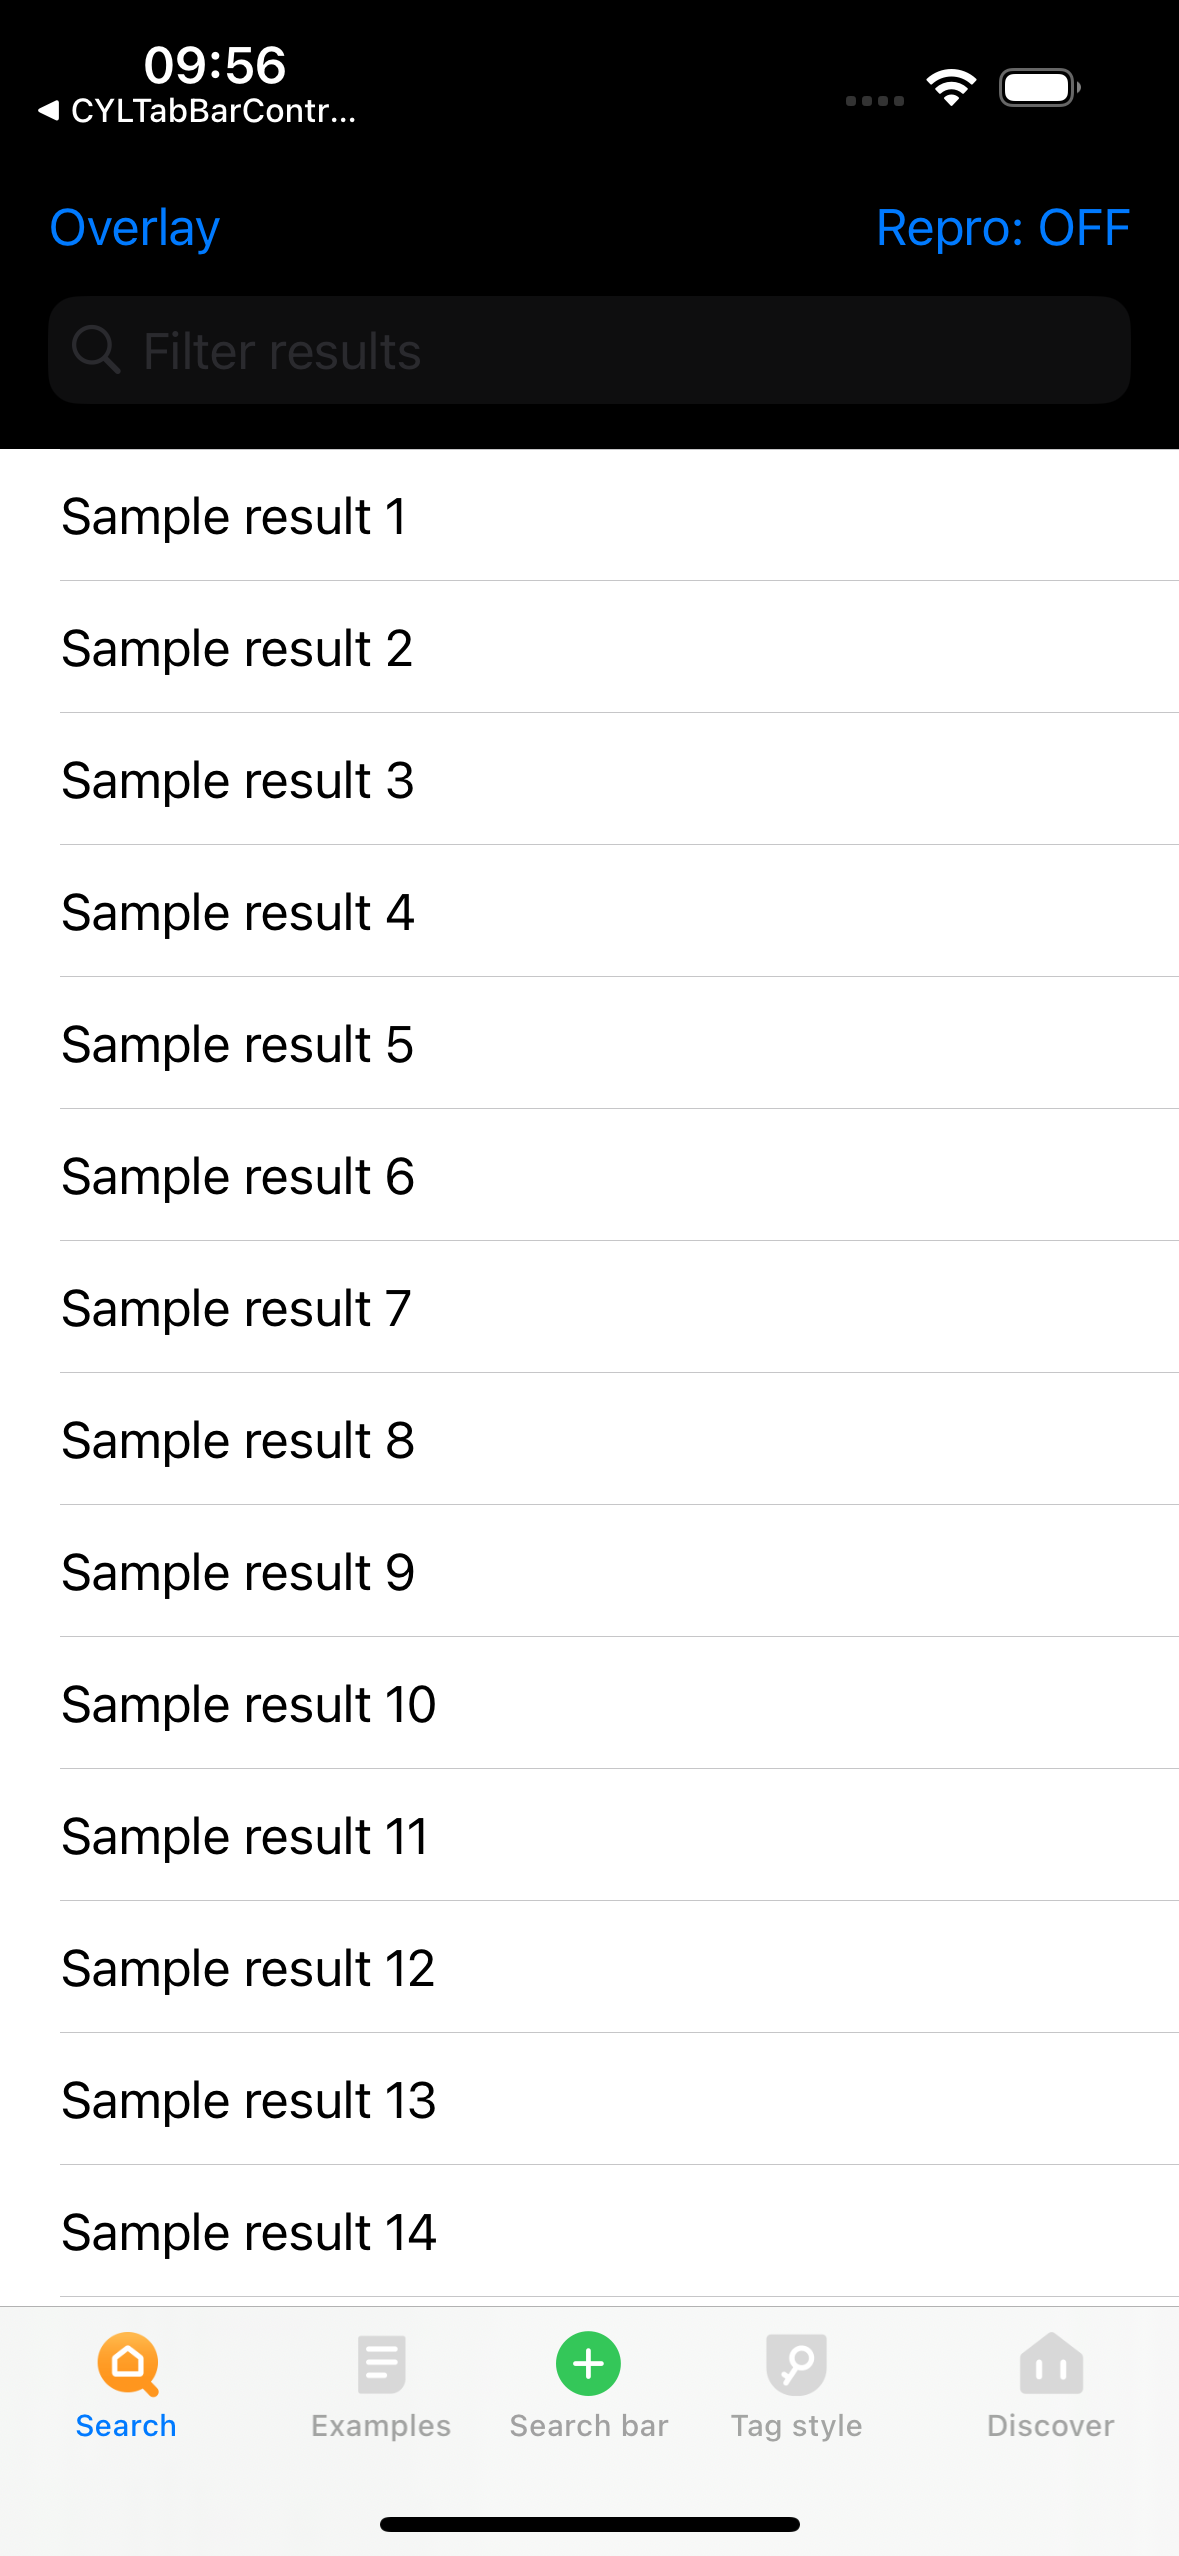 09:56
◀ CYLTabBarContr...
Overlay
Repro: OFF
Filter results
Sample result 1
Sample result 2
Sample result 3
Sample result 4
Sample result 5
Sample result 6
Sample result 7
Sample result 8
Sample result 9
Sample result 10
Sample result 11
Sample result 12
Sample result 13
Sample result 14
Search
Examples
Search bar
Tag style
Discover